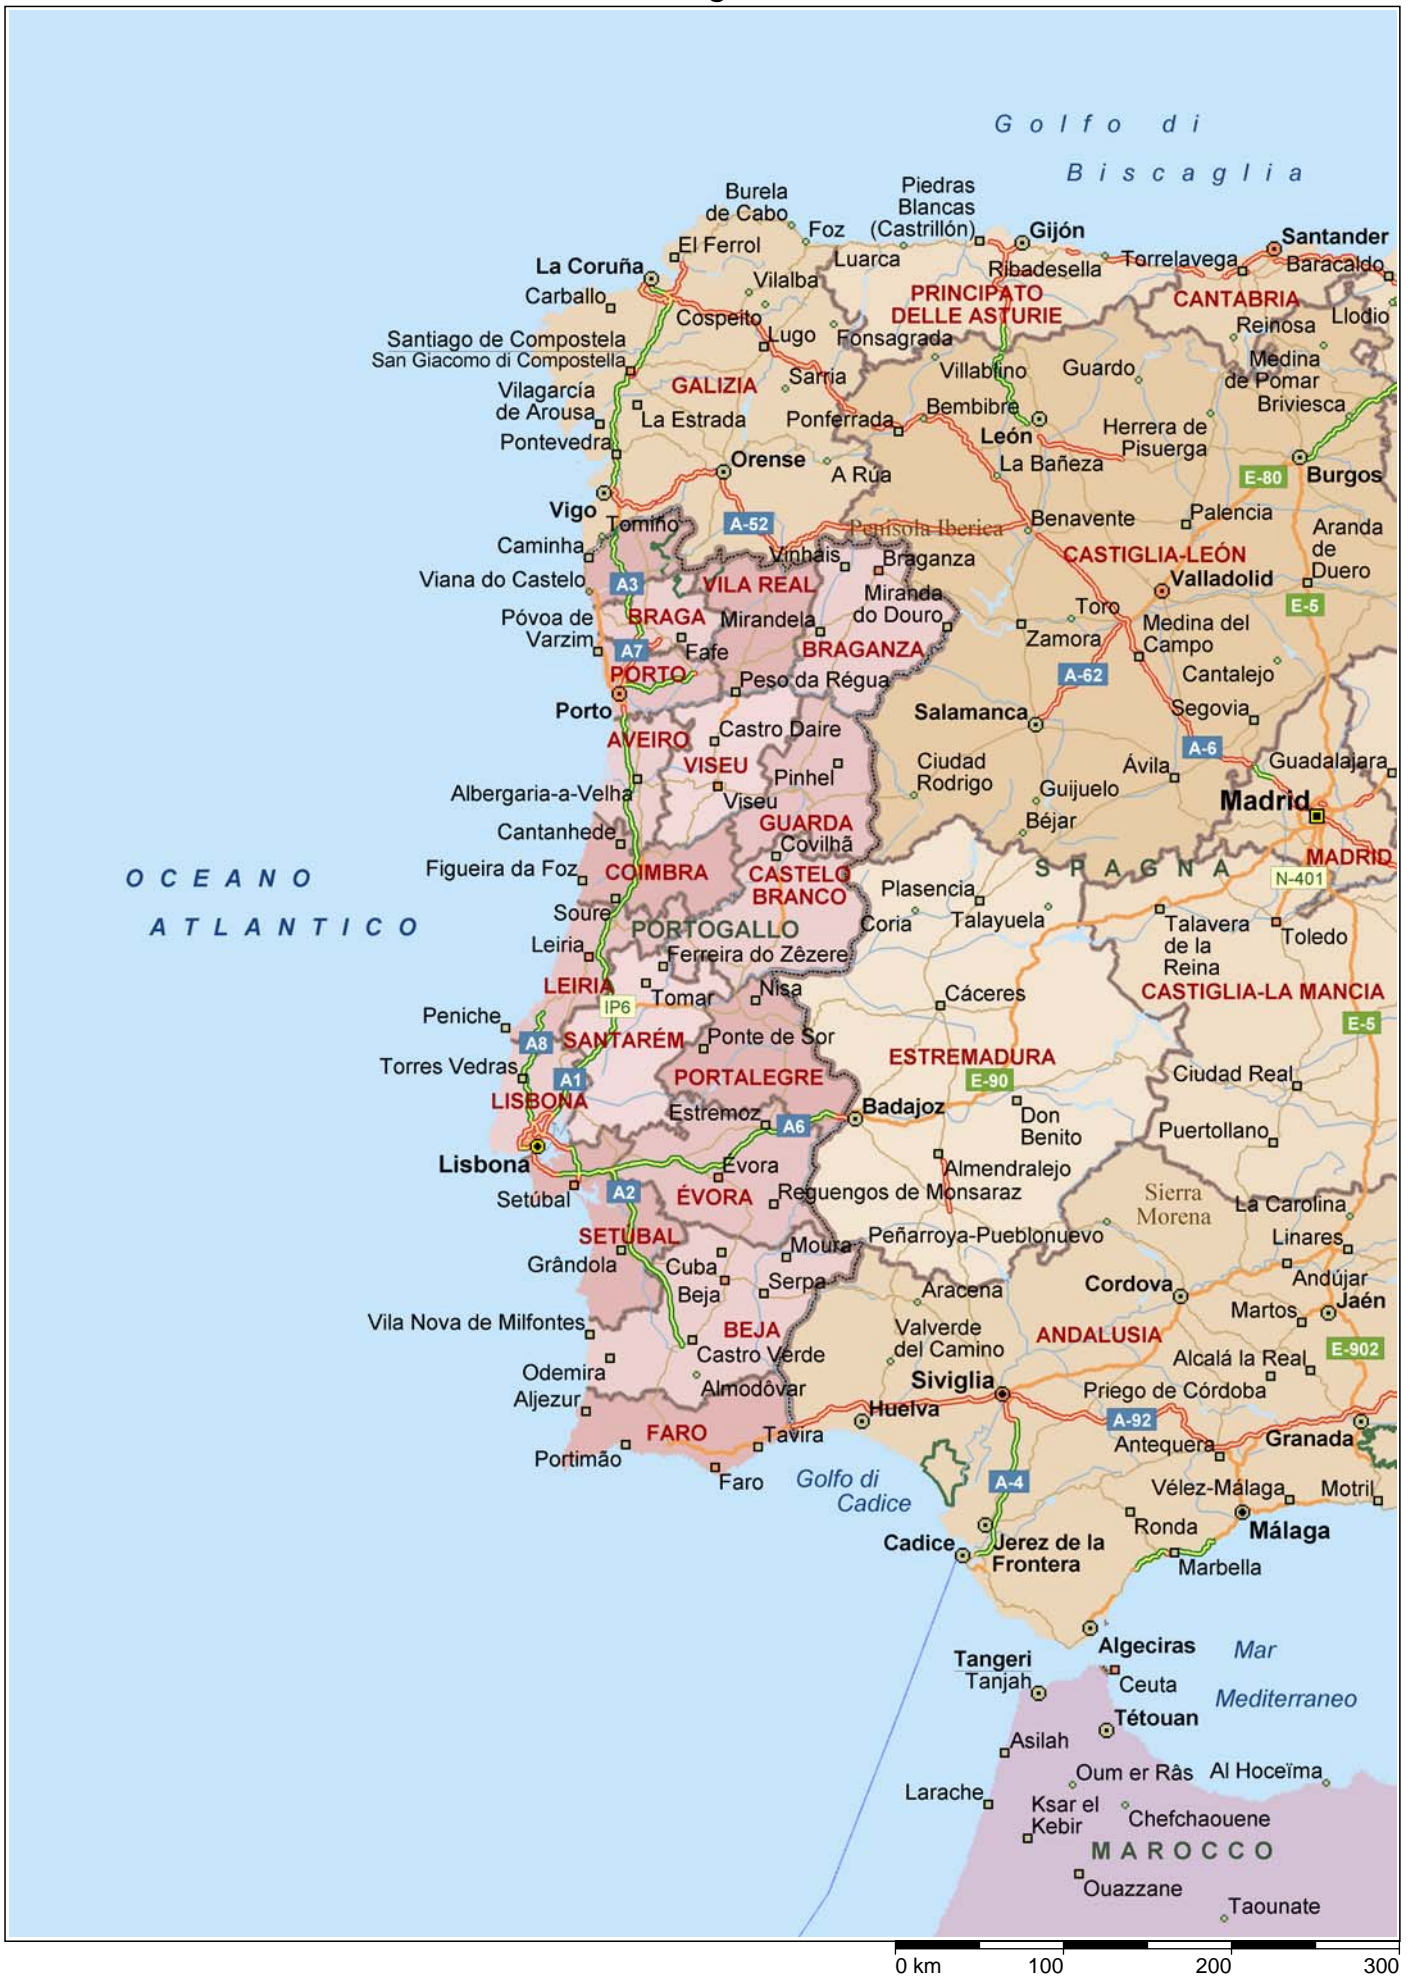 Golfo di
Biscaglia
Piedras
Blancas
(Castrillón)
Burela
de Cabo
Foz
Gijón
Santander
El Ferrol
Luarca
Ribadesella
Torrelavega
Baracaldo
La Coruña
Carballo
Vilalba
PRINCIPATO
DELLE ASTURIE
CANTABRIA
Cospeito
Lugo
Fonsagrada
Reinosa
Llodio
Santiago de Compostela
San Giacomo di Compostella
GALIZIA
Sarria
Villablino
Guardo
Medina
de Pomar
Briviesca
Vilagarcía
de Arousa
La Estrada
Ponferrada
Bembibre
León
Herrera de
Pisuerga
Pontevedra
Orense
A Rúa
La Bañeza
E-80
Burgos
Vigo
Tomiño
A-52
Penisola Iberica
Benavente
Palencia
Aranda
de
Duero
Caminha
Vinhais
Braganza
CASTIGLIA-LEÓN
Valladolid
Viana do Castelo
A3
VILA REAL
Miranda
do Douro
Toro
E-5
Póvoa de
Varzim
BRAGA
Mirandela
Zamora
Medina del
Campo
A7
Fafe
BRAGANZA
A-62
Cantalejo
PORTO
Peso da Régua
Porto
Salamanca
Segovia
AVEIRO
Castro Daire
A-6
VISEU
Pinhel
Ciudad
Rodrigo
Ávila
Guadalajara
Albergaria-a-Velha
Viseu
Guijuelo
Madrid
Cantanhede
GUARDA
Béjar
Covilhã
MADRID
Figueira da Foz
COIMBRA
CASTELO
BRANCO
SPAGNA
N-401
OCEANO
ATLANTICO
Plasencia
Soure
Coria
Talayuela
Talavera
de la
Reina
Toledo
PORTOGALLO
Leiria
Ferreira do Zêzere
LEIRIA
Tomar
Nisa
Cáceres
CASTIGLIA-LA MANCIA
IP6
Peniche
A8
SANTARÉM
Ponte de Sor
E-5
ESTREMADURA
Torres Vedras
A1
PORTALEGRE
E-90
Ciudad Real
LISBONA
Estremoz
A6
Badajoz
Don
Benito
Puertollano
Lisbona
Évora
Almendralejo
Setúbal
A2
ÉVORA
Reguengos de Monsaraz
Sierra
Morena
La Carolina
SETÚBAL
Moura
Peñarroya-Pueblonuevo
Linares
Grândola
Cuba
Beja
Serpa
Aracena
Cordova
Andújar
Jaén
Martos
Vila Nova de Milfontes
BEJA
Valverde
del Camino
ANDALUSIA
E-902
Odemira
Castro Verde
Alcalá la Real
Aljezur
Almodôvar
Siviglia
Priego de Córdoba
Huelva
A-92
FARO
Tavira
Antequera
Granada
Portimão
Faro
Golfo di
Cadice
A-4
Vélez-Málaga
Motril
Ronda
Málaga
Cadice
Jerez de la
Frontera
Marbella
Algeciras
Mar
Mediterraneo
Tangeri
Tanjah
Ceuta
Tétouan
Asilah
Oum er Râs
Al Hoceïma
Larache
Ksar el
Kebir
Chefchaouene
MAROCCO
Ouazzane
Taounate
0 km 100 200 300